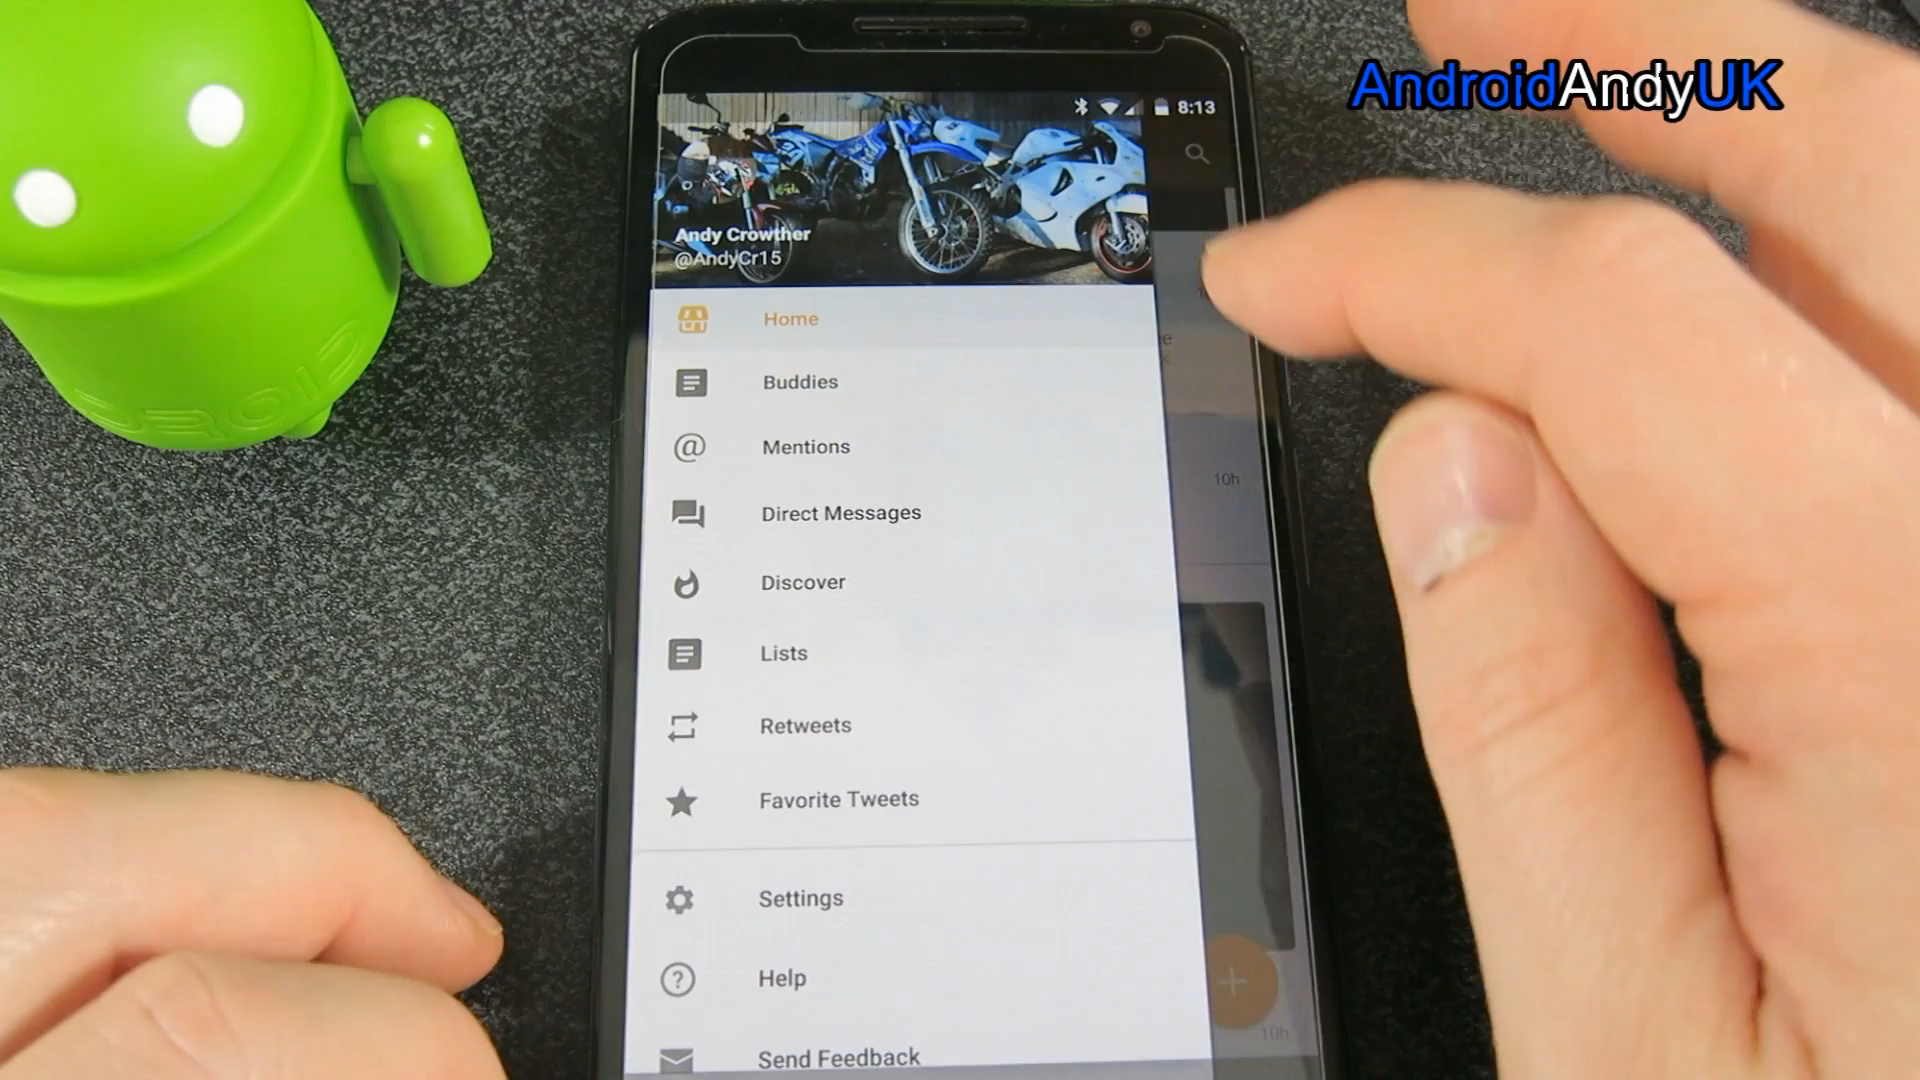 AndroidAndyUK
8:13
Andy Crowther
@AndyCr15
Home
Buddies
Mentions
10h
Direct Messages
Discover
Lists
Retweets
Favorite Tweets
Settings
Help
10h
Send Feedback